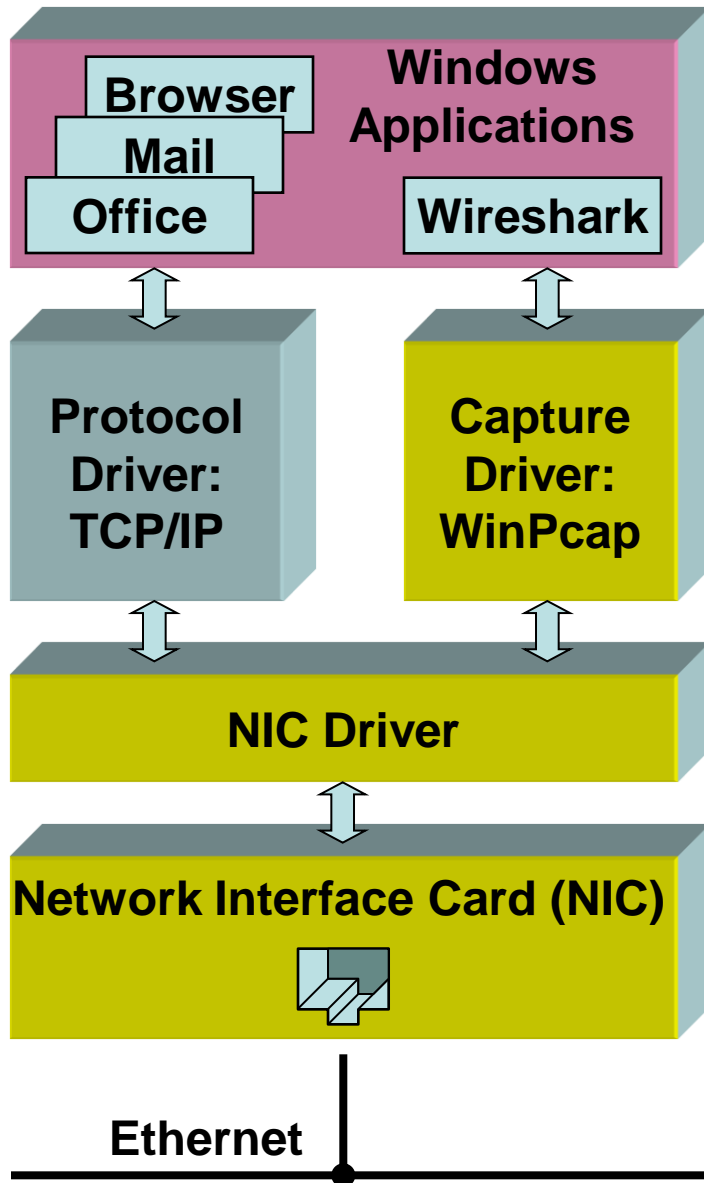 Windows
Applications
Browser
Mail
Office
Wireshark
Protocol
Driver:
TCP/IP
Capture
Driver:
WinPcap
NIC Driver
Network Interface Card (NIC)
Ethernet